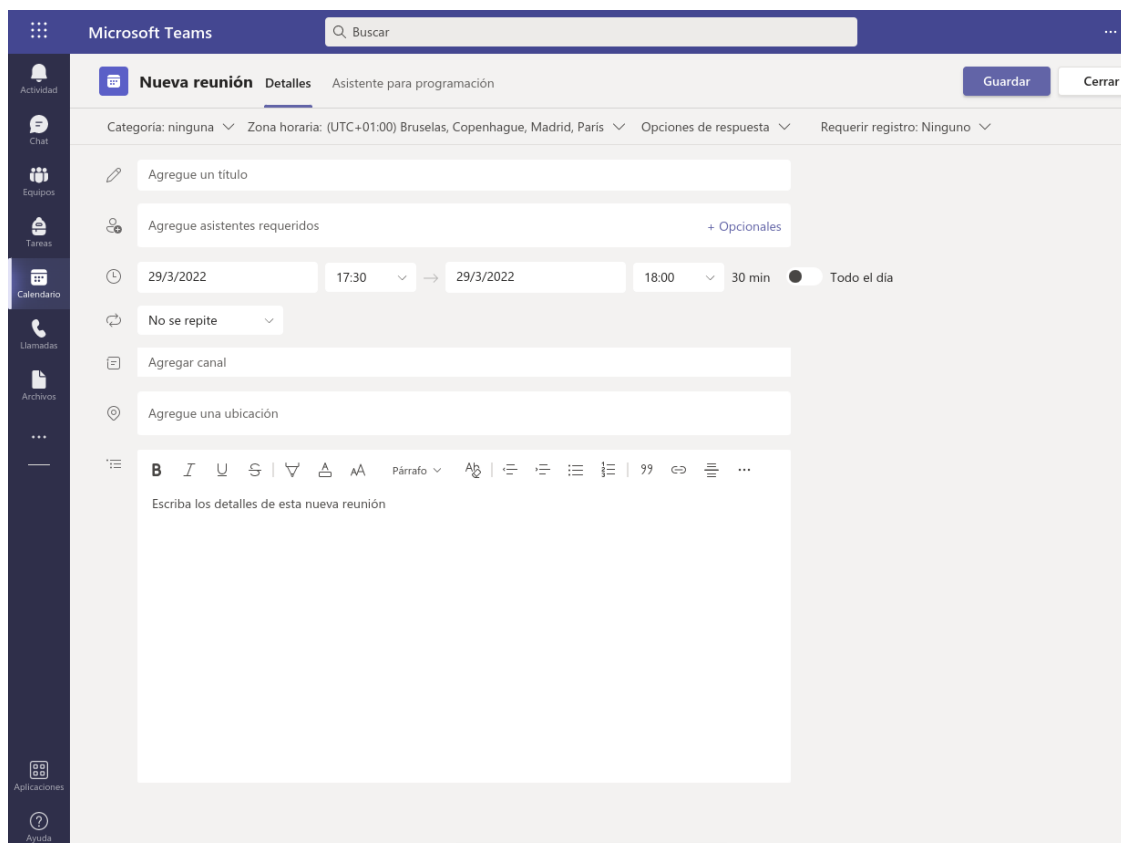 Microsoft Teams
Buscar
Actividad
Chat
Equipos
Tareas
Calendario
Llamadas
Archivos
Aplicaciones
Ayuda
Nueva reunión Detalles Asistente para programación Guardar Cerrar
Categoría: ninguna Zona horaria: (UTC+01:00) Bruselas, Copenhague, Madrid, París Opciones de respuesta Requerir registro: Ninguno
Agregue un título
Agregue asistentes requeridos + Opcionales
29/3/2022 17:30 → 29/3/2022 18:00 30 min Todo el día
No se repite
Agregar canal
Agregue una ubicación
Párrafo
Escriba los detalles de esta nueva reunión